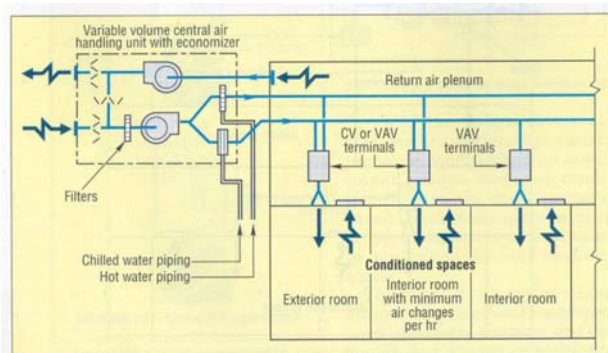 Variable volume central air
handling unit with economizer
Return air plenum
CV or VAV
terminals
VAV
terminals
Filters
Chilled water piping
Hot water piping
Conditioned spaces
Exterior room
Interior room
with minimum
air changes
per hr
Interior room